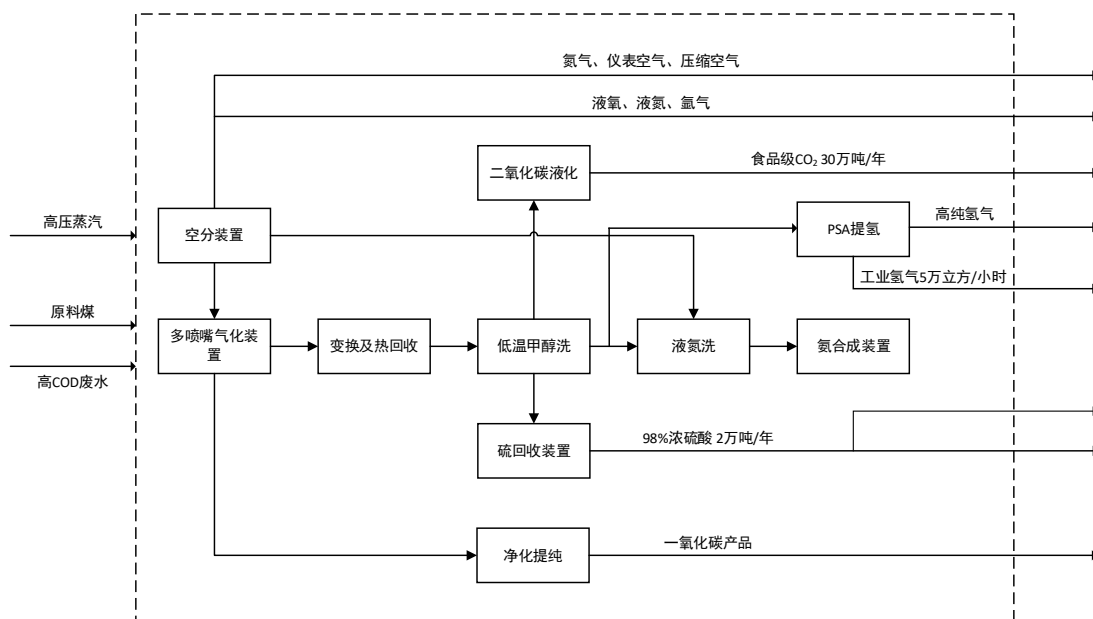 氮气、仪表空气、压缩空气
液氧、液氮、氩气
二氧化碳液化
食品级CO₂ 30万吨/年
高压蒸汽
空分装置
PSA提氢
高纯氢气
工业氢气5万立方/小时
原料煤
多喷嘴气化装
置
变换及热回收
低温甲醇洗
液氮洗
氨合成装置
高COD废水
硫回收装置
98%浓硫酸 2万吨/年
净化提纯
一氧化碳产品